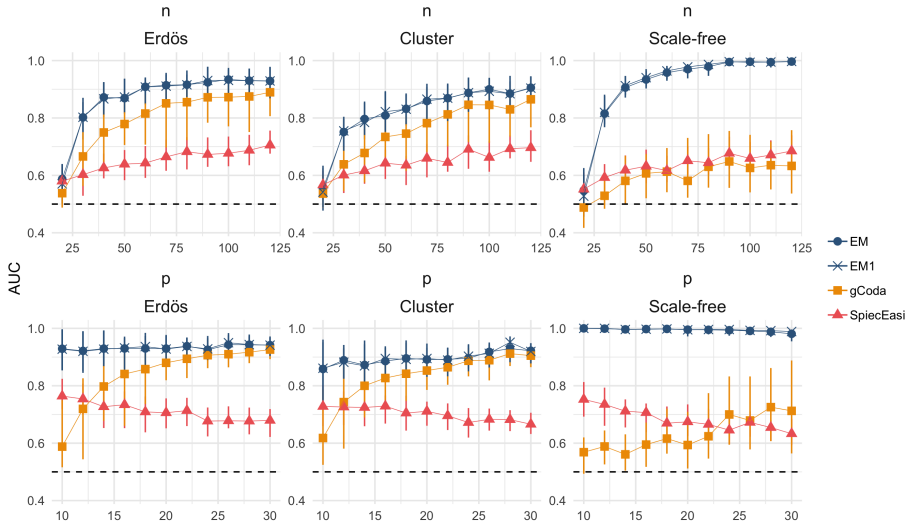 n n n
Erdös Cluster Scale-free
1.0 1.0 1.0
0.8 0.8 0.8
0.6 0.6 0.6
0.4 0.4 0.4
25 50 75 100 125 25 50 75 100 125 25 50 75 100 125
AUC
EM
EM1
gCoda
SpiecEasi
p p p
Erdös Cluster Scale-free
1.0 1.0 1.0
0.8 0.8 0.8
0.6 0.6 0.6
0.4 0.4 0.4
10 15 20 25 30 10 15 20 25 30 10 15 20 25 30